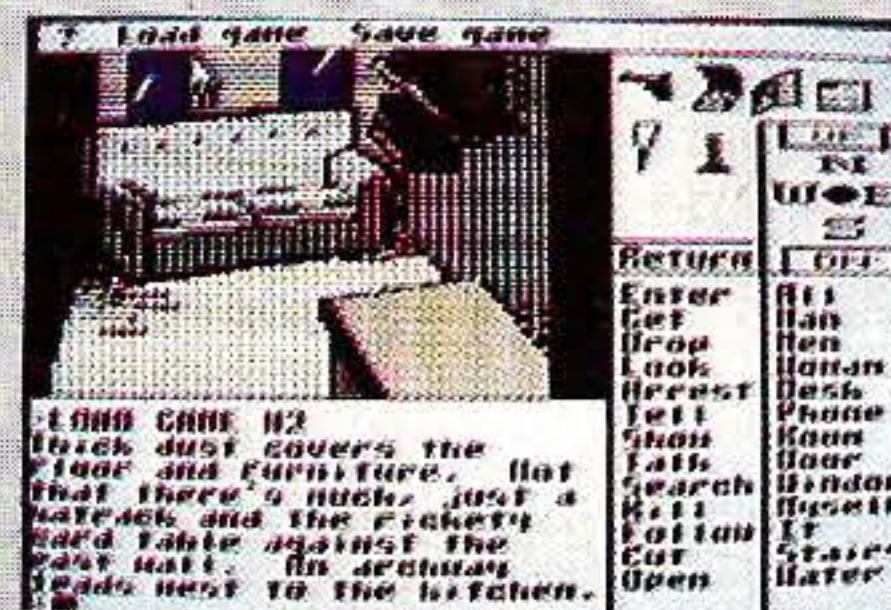 ? Load game Save game
UP
N
W E
S
Return
Enter All
Get Man
Drop Men
Look Woman
Arrest Desk
Tell Phone
Show Room
Talk Door
Search Window
Kill Myself
Follow It
Cut Stairs
Open Water
:LOAD GAME #2
Thick dust covers the
floor and furniture. Not
that there's much, just a
hatrack and the rickety
card table against the
east wall. An archway
leads west to the kitchen.